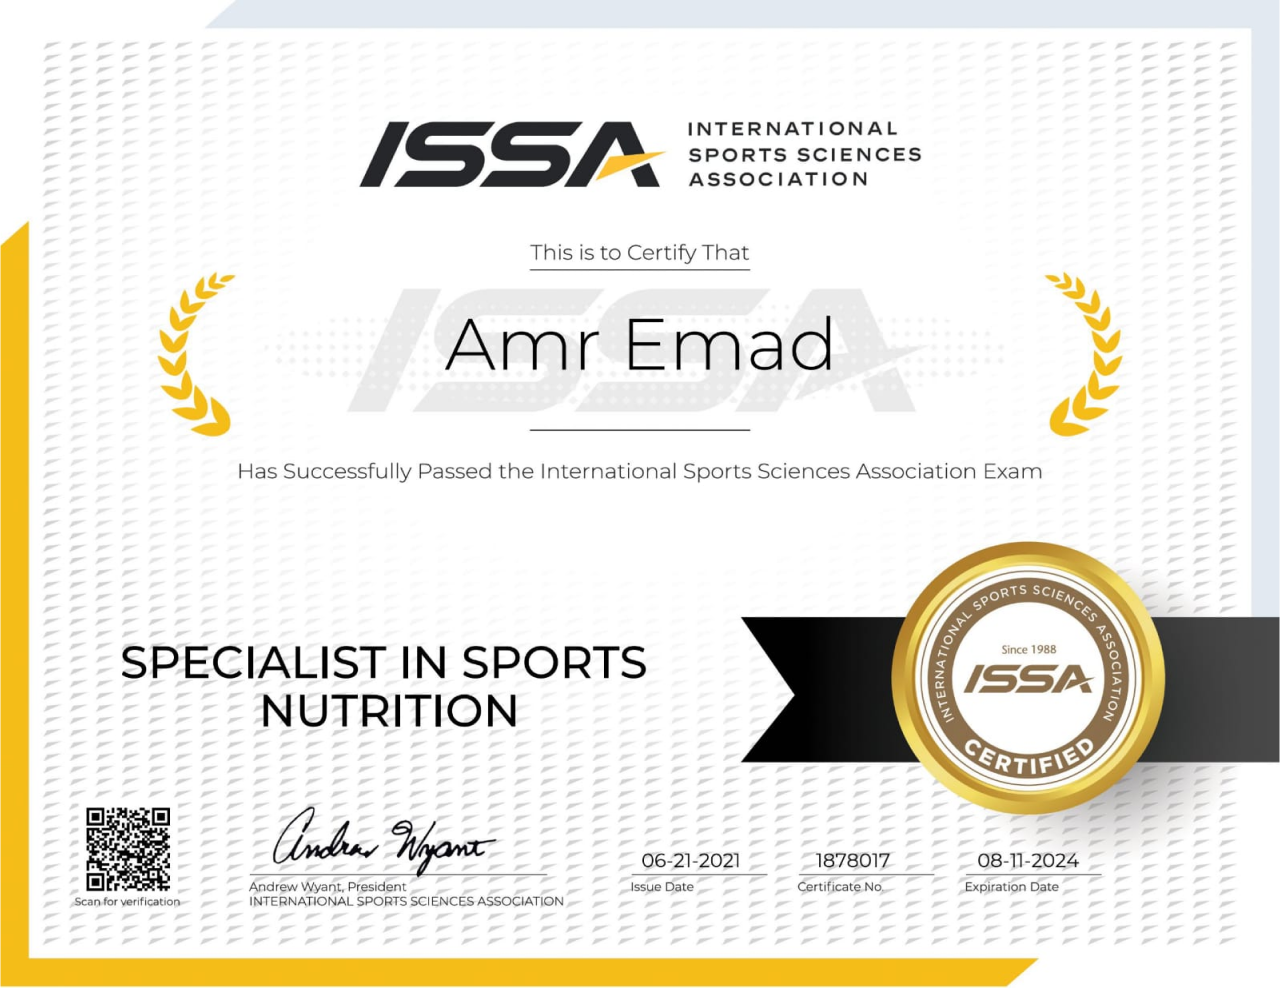 ISSA
INTERNATIONAL
SPORTS SCIENCES
ASSOCIATION
This is to Certify That
ISSA
Amr Emad
Has Successfully Passed the International Sports Sciences Association Exam
SPECIALIST IN SPORTS
NUTRITION
INTERNATIONAL SPORTS SCIENCES ASSOCIATION
Since 1988
ISSA
CERTIFIED
Scan for verification
Andrew Wyant
Andrew Wyant, President
INTERNATIONAL SPORTS SCIENCES ASSOCIATION
06-21-2021
Issue Date
1878017
Certificate No.
08-11-2024
Expiration Date